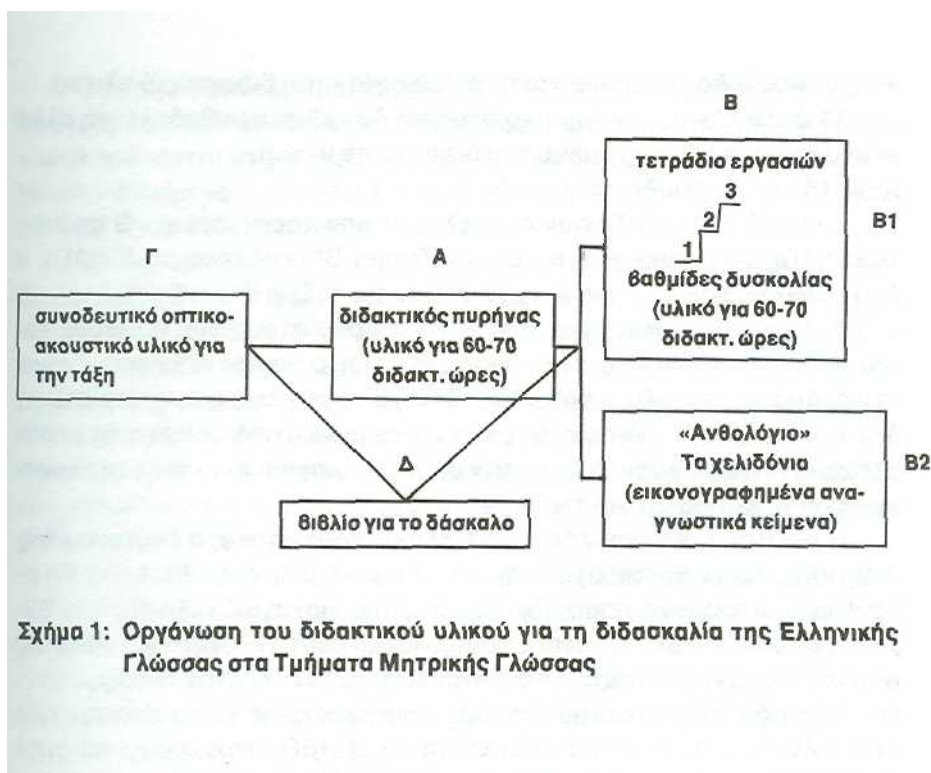 Β
τετράδιο εργασιών
3
2
1
Β1
βαθμίδες δυσκολίας
(υλικό για 60-70
διδακτ. ώρες)
Γ
Α
συνοδευτικό οπτικο-
ακουστικό υλικό για
την τάξη
διδακτικός πυρήνας
(υλικό για 60-70
διδακτ. ώρες)
Δ
βιβλίο για το δάσκαλο
«Ανθολόγιο»
Τα χελιδόνια
(εικονογραφημένα ανα-
γνωστικά κείμενα)
Β2
Σχήμα 1: Οργάνωση του διδακτικού υλικού για τη διδασκαλία της Ελληνικής
Γλώσσας στα Τμήματα Μητρικής Γλώσσας